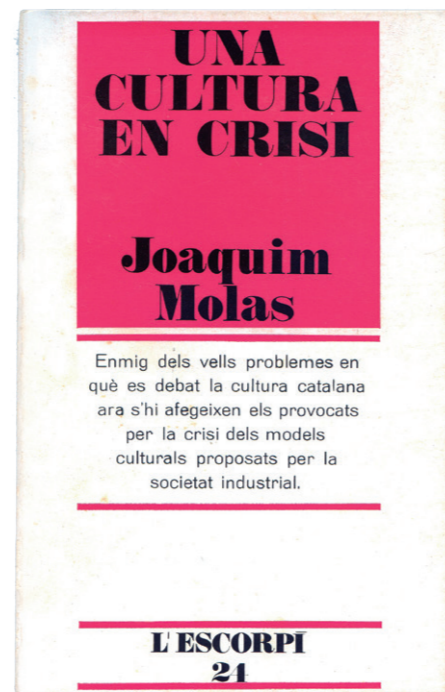 UNA
CULTURA
EN CRISI
Joaquim
Molas
Enmig dels vells problemes en
què es debat la cultura catalana
ara s'hi afegeixen els provocats
per la crisi dels models
culturals proposats per la
societat industrial.
L'ESCORPÍ
24